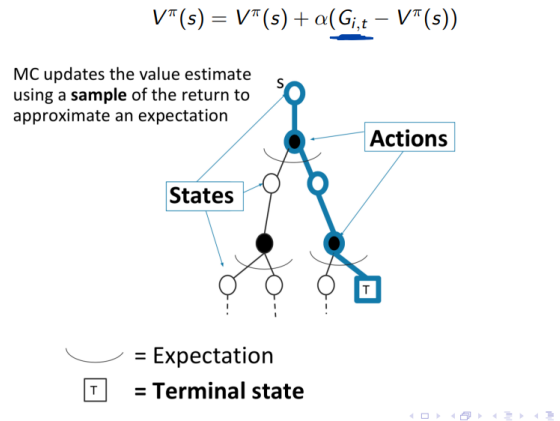 V^π(s) = V^π(s) + α(G_{i,t} − V^π(s))
MC updates the value estimate
using a sample of the return to
approximate an expectation
s
Actions
States
T
= Expectation
T = Terminal state